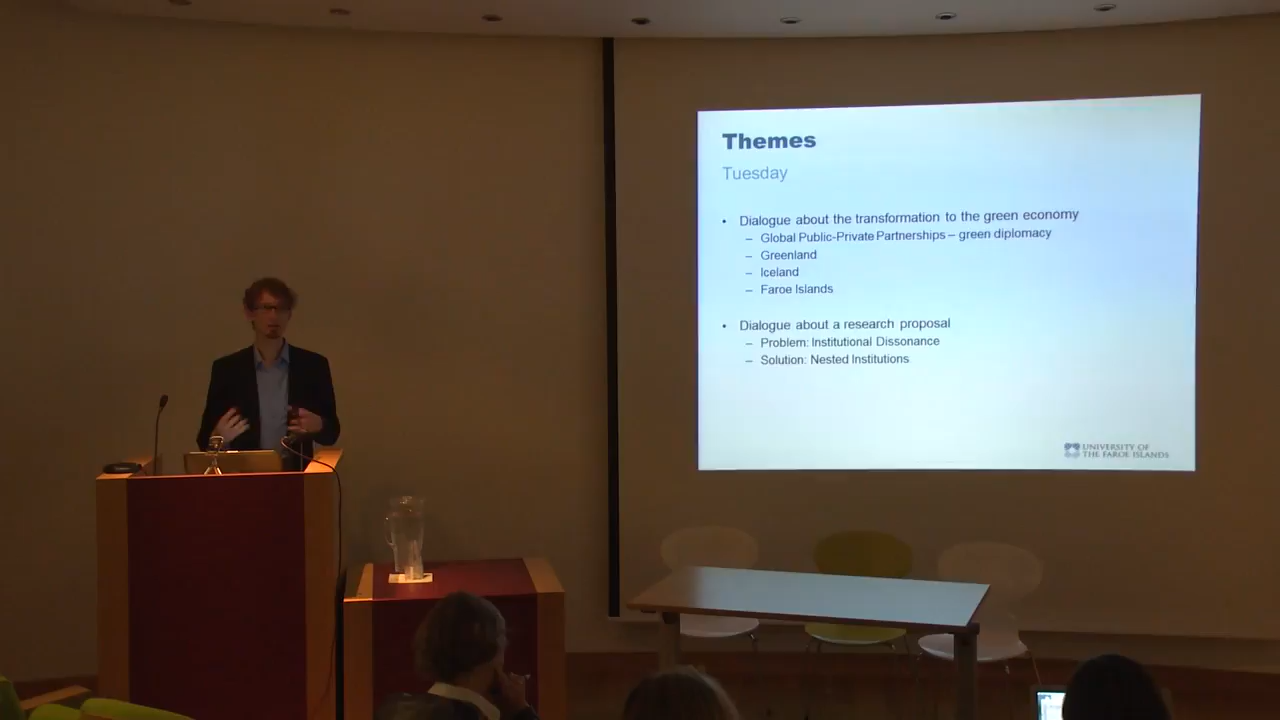 Themes
Tuesday
• Dialogue about the transformation to the green economy
– Global Public-Private Partnerships – green diplomacy
– Greenland
– Iceland
– Faroe Islands
• Dialogue about a research proposal
– Problem: Institutional Dissonance
– Solution: Nested Institutions
UNIVERSITY OF
THE FAROE ISLANDS